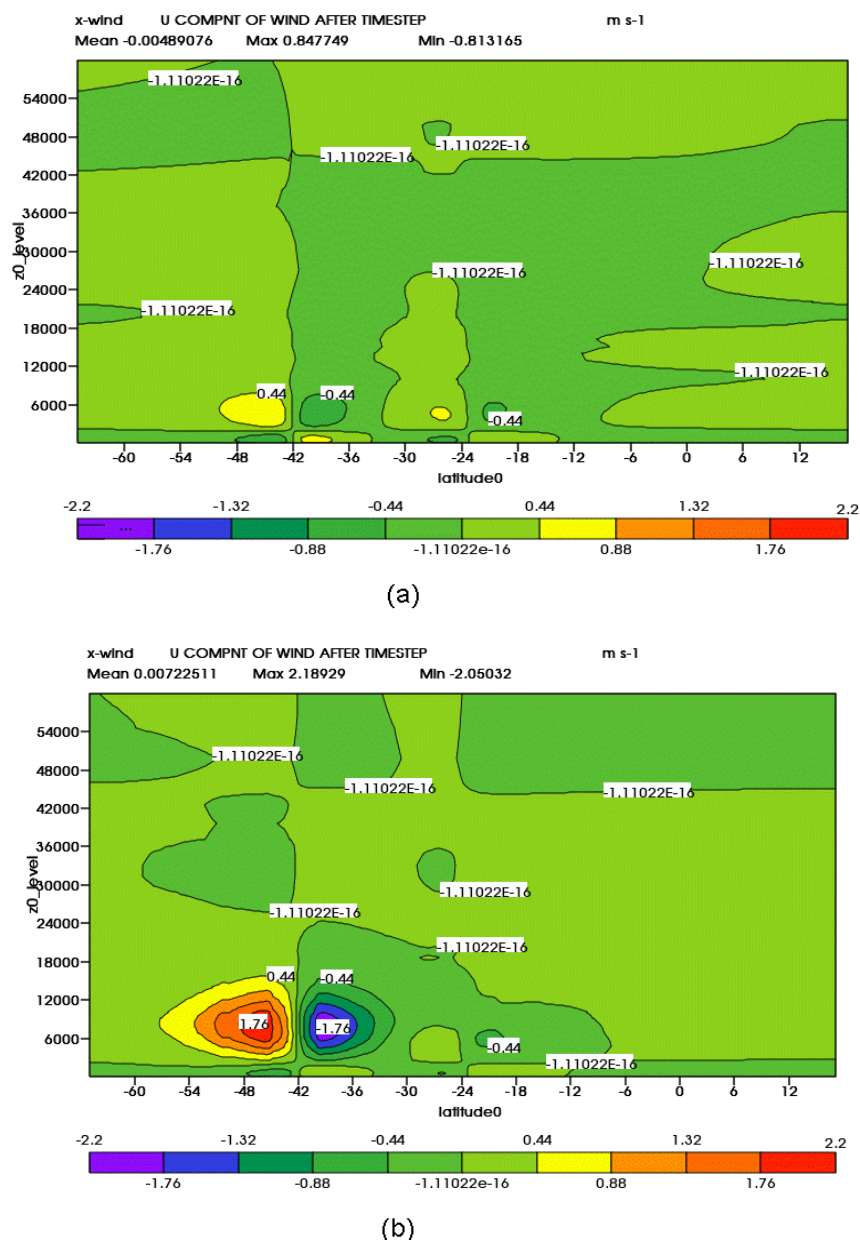 x-wind U COMPNT OF WIND AFTER TIMESTEP m s-1
Mean -0.00489076 Max 0.847749 Min -0.813165
-1.11022E-16
54000
48000
-1.11022E-16
-1.11022E-16
42000
36000
z0_level
30000
-1.11022E-16
-1.11022E-16
24000
-1.11022E-16
18000
12000
-1.11022E-16
0.44 -0.44
6000
-0.44
-60 -54 -48 -42 -36 -30 -24 -18 -12 -6 0 6 12
latitude0
-2.2 -1.32 -0.44 0.44 1.32 2.2
...
-1.76 -0.88 -1.11022e-16 0.88 1.76
(a)
x-wind U COMPNT OF WIND AFTER TIMESTEP m s-1
Mean 0.00722511 Max 2.18929 Min -2.05032
54000
-1.11022E-16
48000
-1.11022E-16 -1.11022E-16
42000
36000
z0_level
30000
-1.11022E-16
-1.11022E-16
24000
-1.11022E-16
18000
0.44 -0.44
12000
1.76 -1.76
6000
-0.44
-1.11022E-16
-60 -54 -48 -42 -36 -30 -24 -18 -12 -6 0 6 12
latitude0
-2.2 -1.32 -0.44 0.44 1.32 2.2
-1.76 -0.88 -1.11022e-16 0.88 1.76
(b)